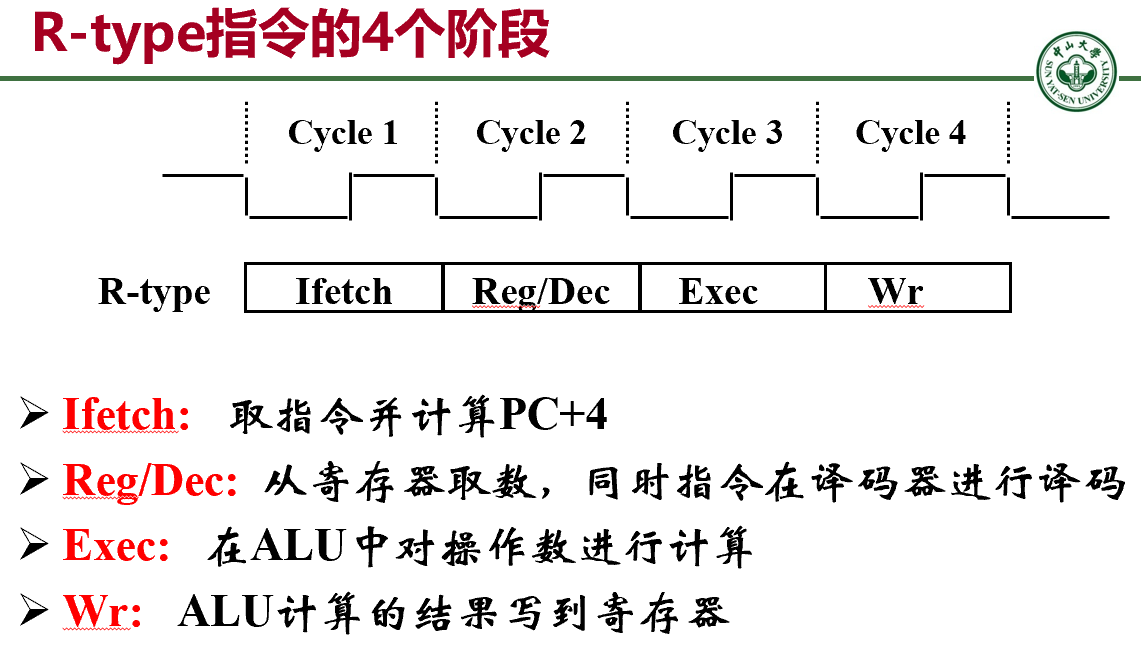 R-type指令的4个阶段
中山大学
SUN YAT-SEN UNIVERSITY
Cycle 1 Cycle 2 Cycle 3 Cycle 4
R-type Ifetch Reg/Dec Exec Wr
➢ Ifetch: 取指令并计算PC+4
➢ Reg/Dec: 从寄存器取数，同时指令在译码器进行译码
➢ Exec: 在ALU中对操作数进行计算
➢ Wr: ALU计算的结果写到寄存器